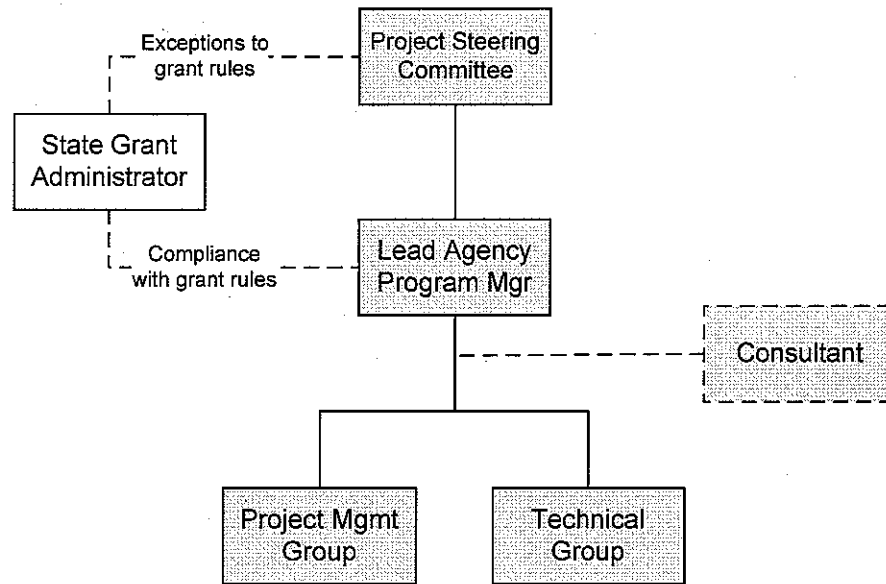 Exceptions to
grant rules
Project Steering
Committee
State Grant
Administrator
Compliance
with grant rules
Lead Agency
Program Mgr
Consultant
Project Mgmt
Group
Technical
Group